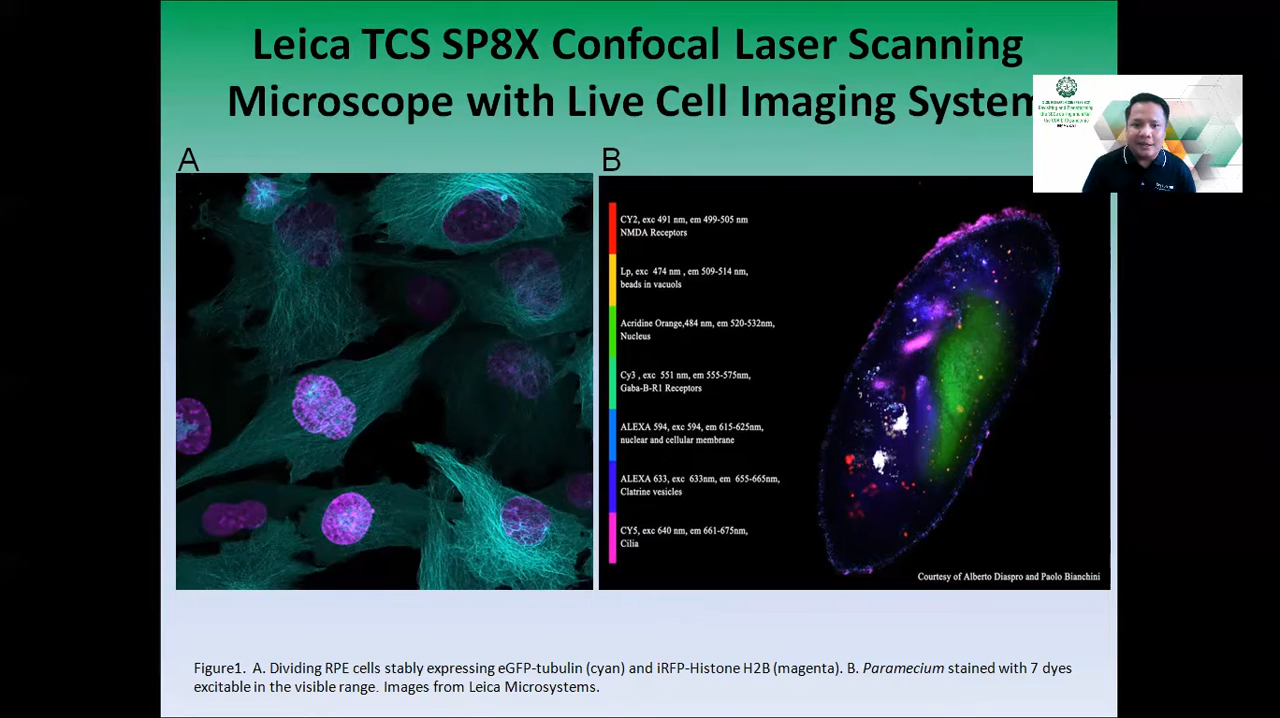 Leica TCS SP8X Confocal Laser Scanning
Microscope with Live Cell Imaging System
A
B
CY2, exc 491 nm, em 499-505 nm
NMDA Receptors
Lp, exc 474 nm , em 509-514 nm,
beads in vacuols
Acridine Orange,484 nm, em 520-532nm,
Nucleus
Cy3 , exc 551 nm, em 555-575nm,
Gaba-B-R1 Receptors
ALEXA 594, exc 594, em 615-625nm,
nuclear and cellular membrane
ALEXA 633, exc 633nm, em 655-665nm,
Clatrine vesicles
CY5, exc 640 nm, em 661-675nm,
Cilia
Courtesy of Alberto Diaspro and Paolo Bianchini
Figure1. A. Dividing RPE cells stably expressing eGFP-tubulin (cyan) and iRFP-Histone H2B (magenta). B. Paramecium stained with 7 dyes
excitable in the visible range. Images from Leica Microsystems.